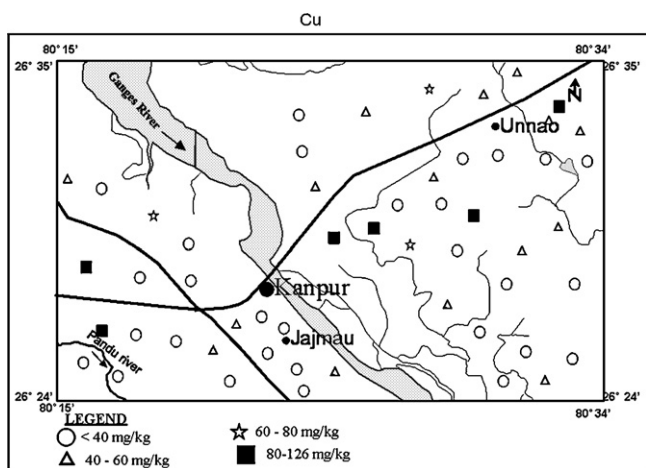 Cu
80° 15' 80° 34'
26° 35' 26° 35'
Ganges River
N
Unnao
Kanpur
Jajmau
Pandu river
26° 24' 26° 24'
80° 15' 80° 34'
LEGEND
< 40 mg/kg
60 - 80 mg/kg
40 - 60 mg/kg
80-126 mg/kg